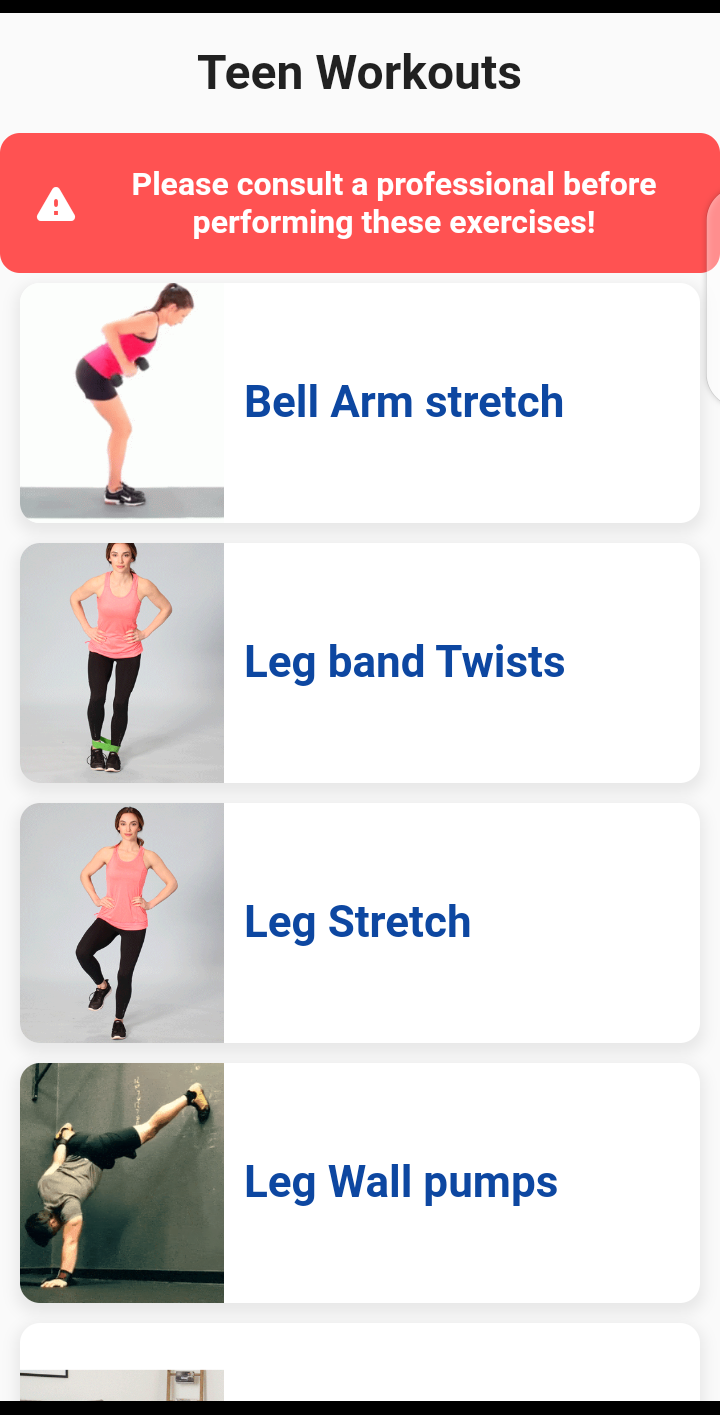 Teen Workouts
Please consult a professional before
performing these exercises!
Bell Arm stretch
Leg band Twists
Leg Stretch
Leg Wall pumps